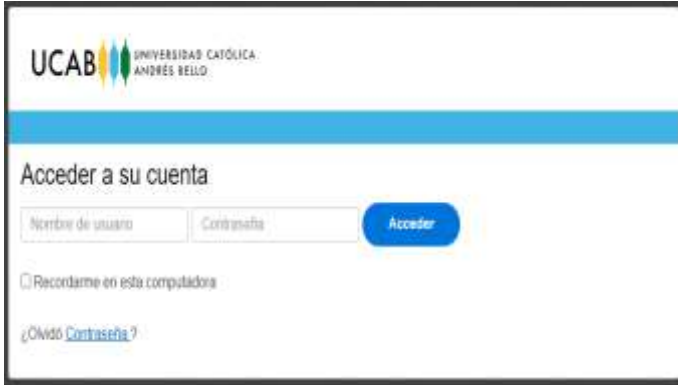 UCAB UNIVERSIDAD CATÓLICA
ANDRÉS BELLO
Acceder a su cuenta
Nombre de usuario Contraseña Acceder
Recordarme en esta computadora
¿Olvidó Contraseña ?